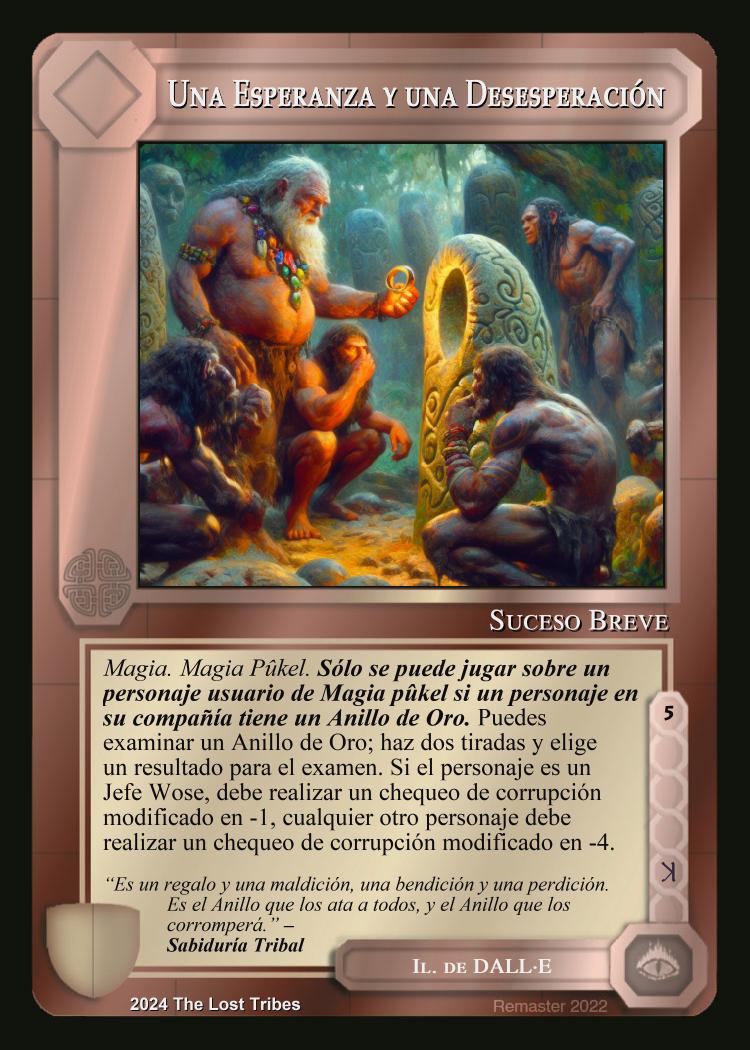 Una Esperanza y una Desesperación
Suceso Breve
Magia. Magia Pûkel. Sólo se puede jugar sobre un
personaje usuario de Magia pûkel si un personaje en
su compañía tiene un Anillo de Oro. Puedes
examinar un Anillo de Oro; haz dos tiradas y elige
un resultado para el examen. Si el personaje es un
Jefe Wose, debe realizar un chequeo de corrupción
modificado en -1, cualquier otro personaje debe
realizar un chequeo de corrupción modificado en -4.
5
“Es un regalo y una maldición, una bendición y una perdición.
Es el Anillo que los ata a todos, y el Anillo que los
corromperá.” –
Sabiduría Tribal
Il. de DALL·E
2024 The Lost Tribes
Remaster 2022